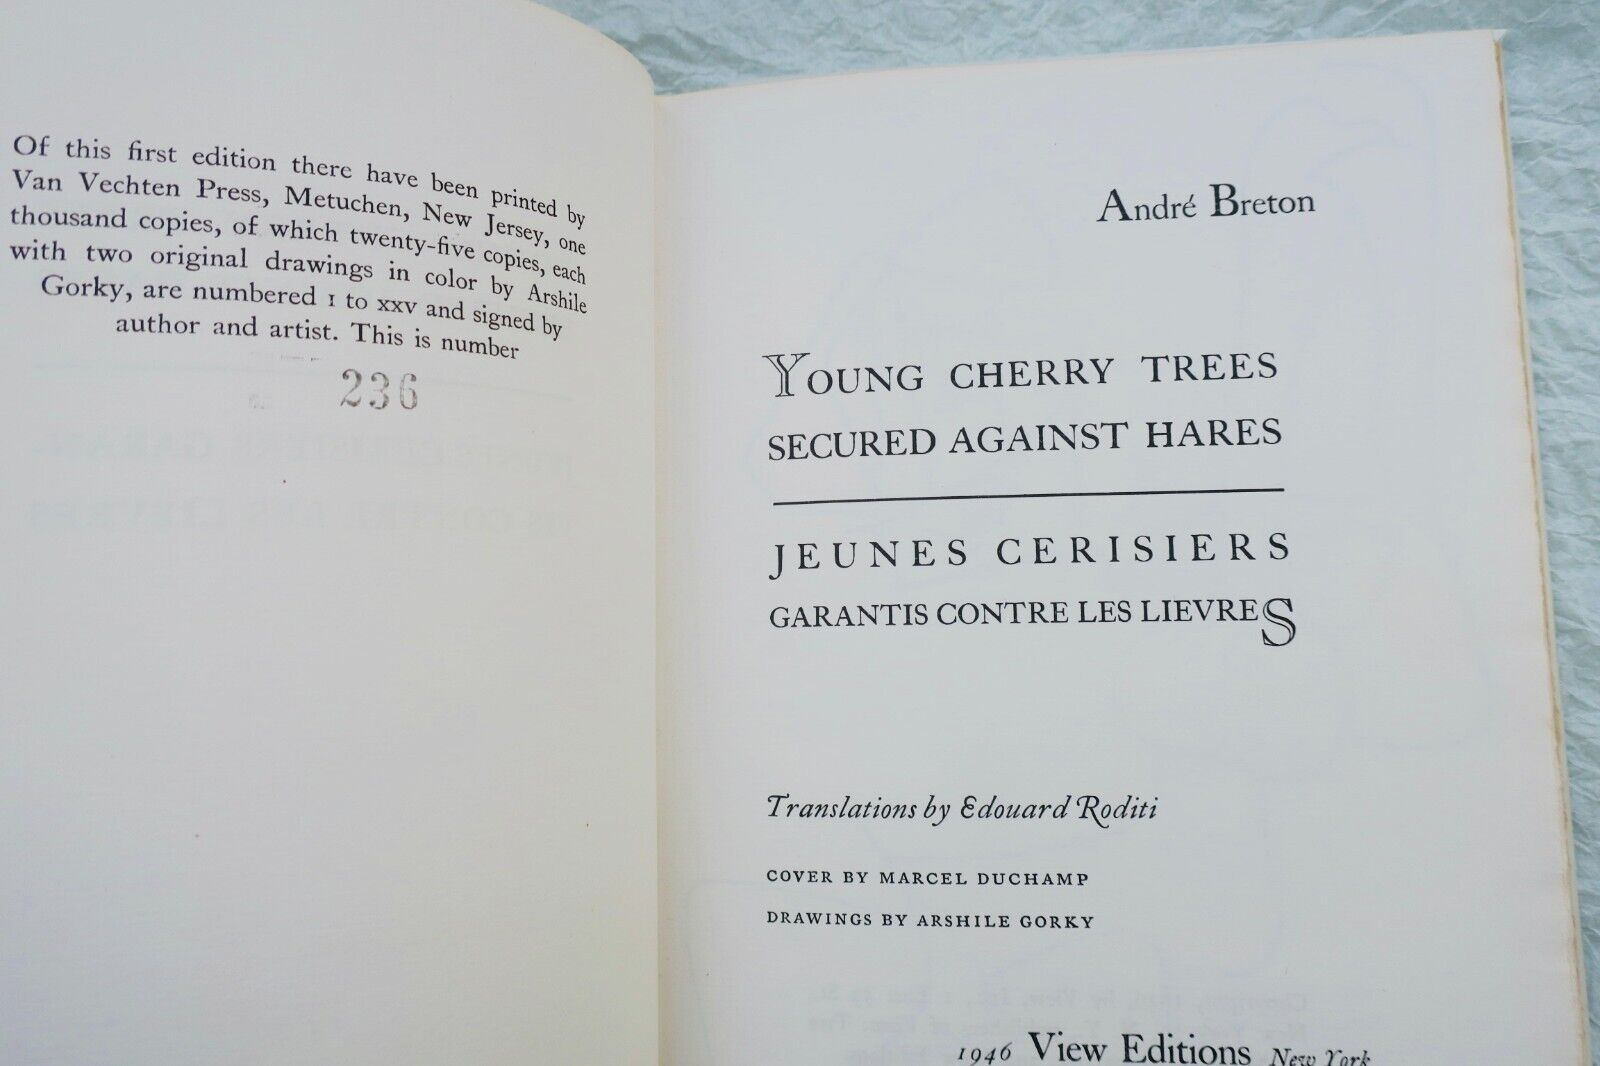 Of this first edition there have been printed by
Van Vechten Press, Metuchen, New Jersey, one
thousand copies, of which twenty-five copies, each
with two original drawings in color by Arshile
Gorky, are numbered I to XXV and signed by
author and artist. This is number
236
André Breton
YOUNG CHERRY TREES
SECURED AGAINST HARES
JEUNES CERISIERS
GARANTIS CONTRE LES LIEVRES
Translations by Edouard Roditi
COVER BY MARCEL DUCHAMP
DRAWINGS BY ARSHILE GORKY
1946 View Editions New York